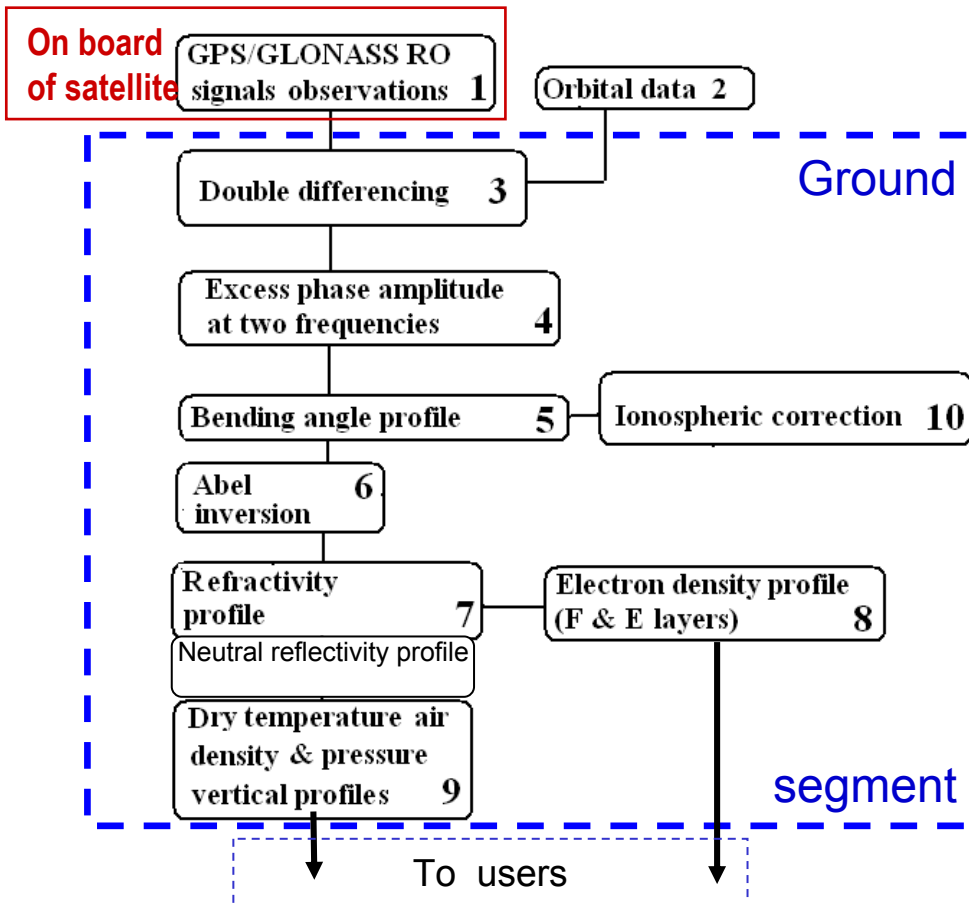 On board
of satellite
GPS/GLONASS RO
signals observations 1
Orbital data 2
Ground
Double differencing 3
Excess phase amplitude
at two frequencies 4
Bending angle profile 5
Ionospheric correction 10
Abel 6
inversion
Refractivity
profile 7
Electron density profile
(F & E layers) 8
Neutral reflectivity profile
Dry temperature air
density & pressure
vertical profiles 9
segment
To users